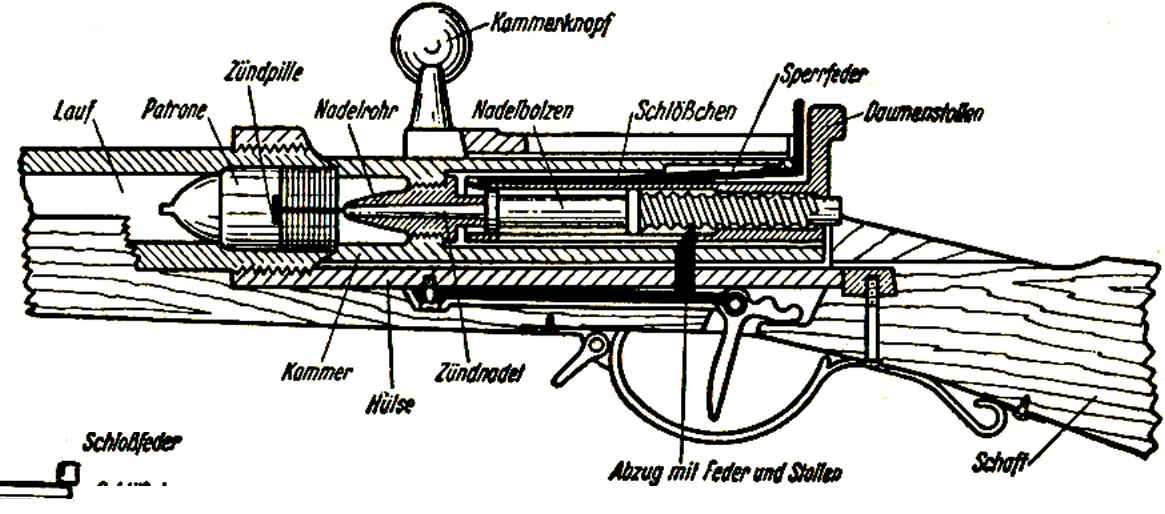 Kammerknopf
Zündpille
Sperrfeder
Lauf
Patrone
Nadelrohr
Nadelbolzen
Schlößchen
Daumenstollen
Kammer
Zündnadel
Hülse
Schloßfeder
Abzug mit Feder und Stollen
Schaft